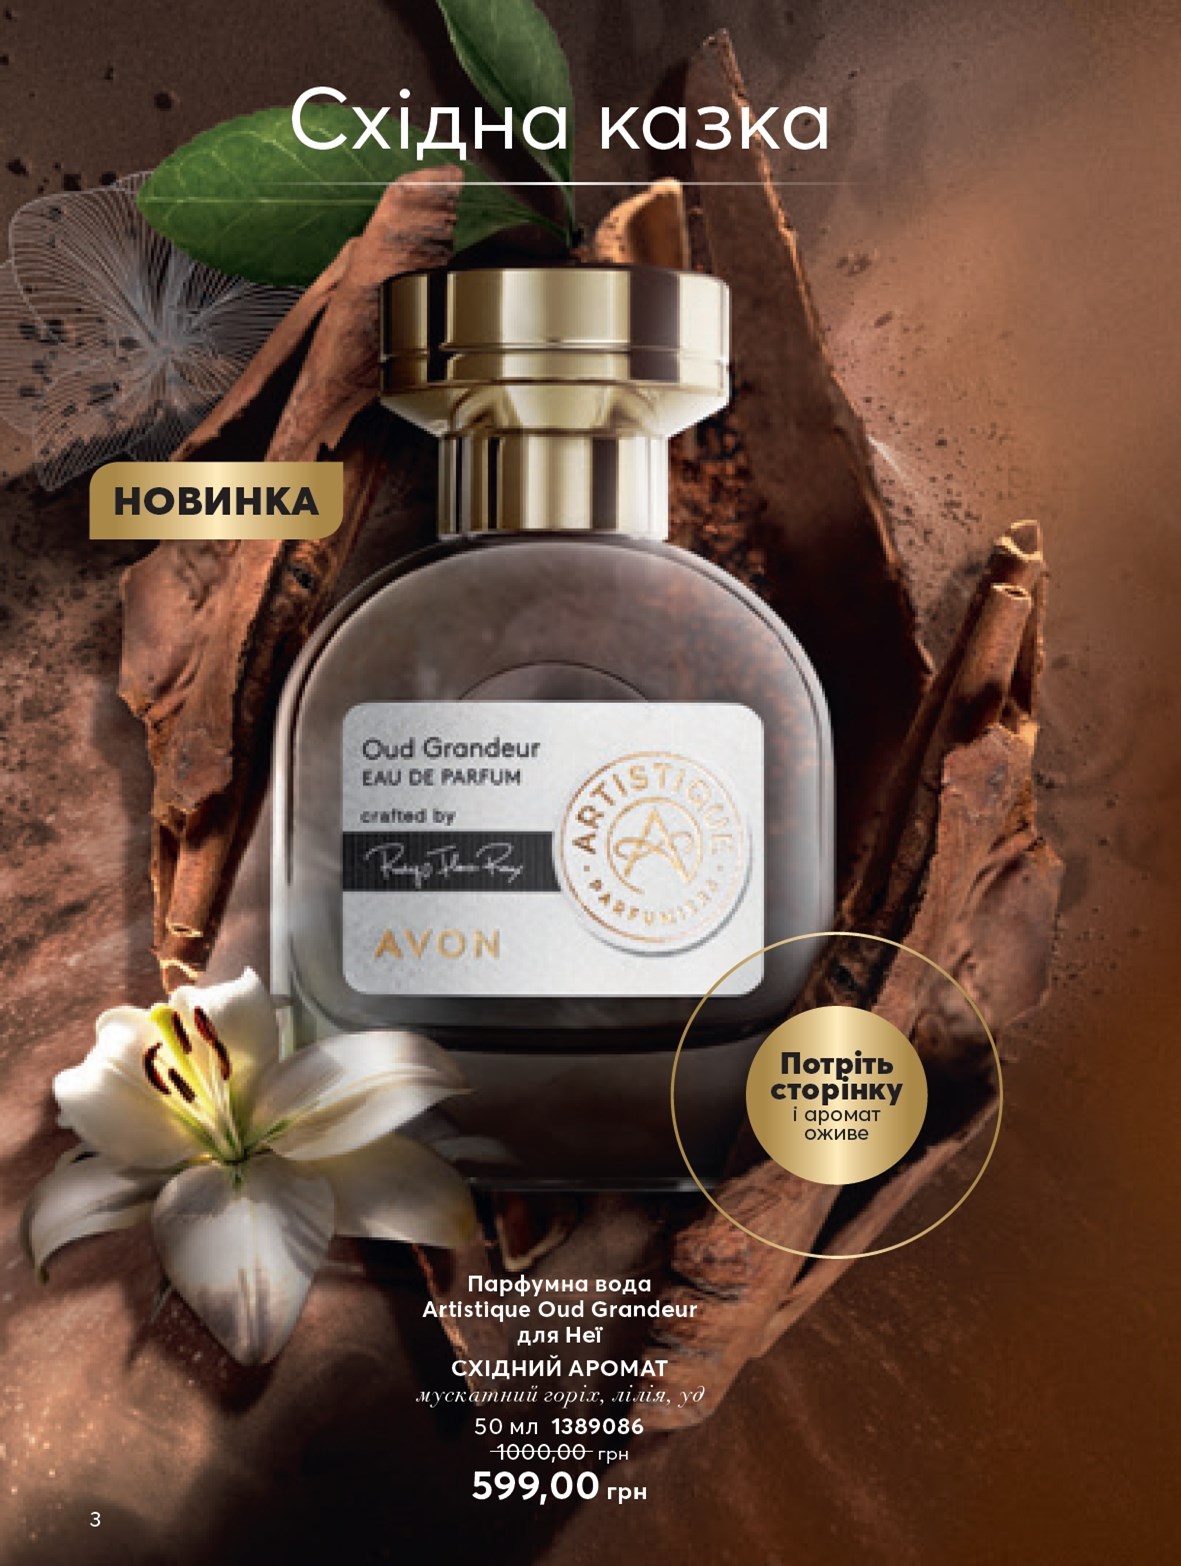 Східна казка
НОВИНКА
Oud Grandeur
EAU DE PARFUM
crafted by
AVON
ARTISTIQUE
PARFUMIERS
Потріть
сторінку
і аромат
оживе
Парфумна вода
Artistique Oud Grandeur
для Неї
СХІДНИЙ АРОМАТ
мускатний горіх, лілія, уд
50 мл 1389086
1000,00 грн
599,00 грн
3